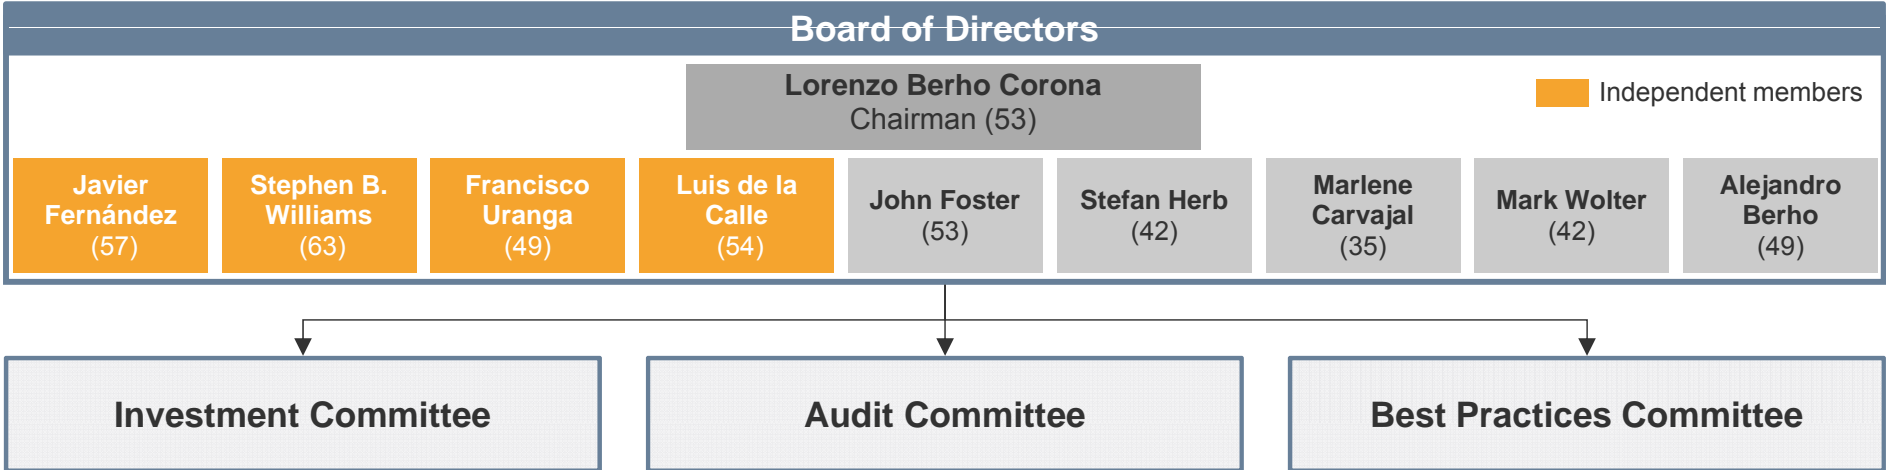 Board of Directors
Lorenzo Berho Corona
Chairman (53)
Independent members
Javier
Fernández
(57)
Stephen B.
Williams
(63)
Francisco
Uranga
(49)
Luis de la
Calle
(54)
John Foster
(53)
Stefan Herb
(42)
Marlene
Carvajal
(35)
Mark Wolter
(42)
Alejandro
Berho
(49)
Investment Committee
Audit Committee
Best Practices Committee